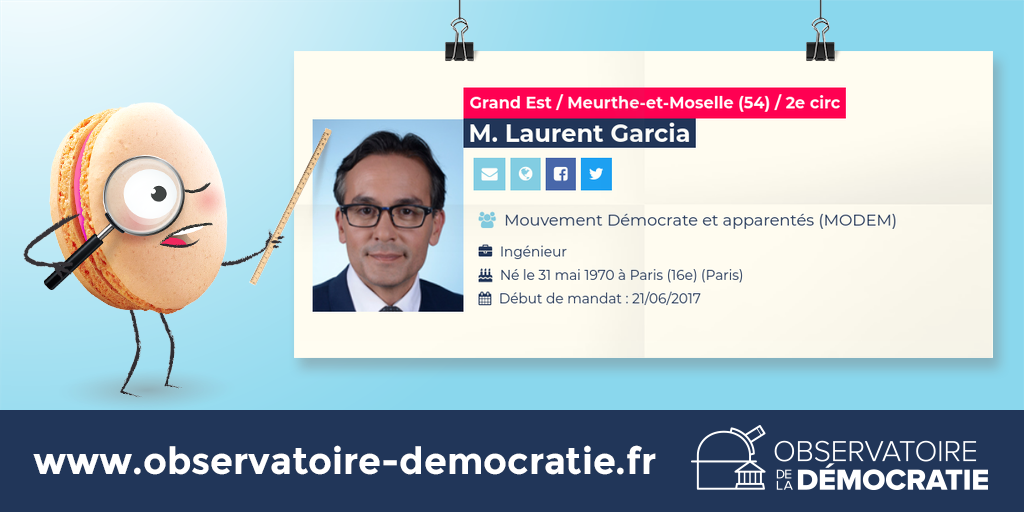 Grand Est / Meurthe-et-Moselle (54) / 2e circ
M. Laurent Garcia
Mouvement Démocrate et apparentés (MODEM)
Ingénieur
Né le 31 mai 1970 à Paris (16e) (Paris)
Début de mandat : 21/06/2017
www.observatoire-democratie.fr
OBSERVATOIRE
DE LA DÉMOCRATIE